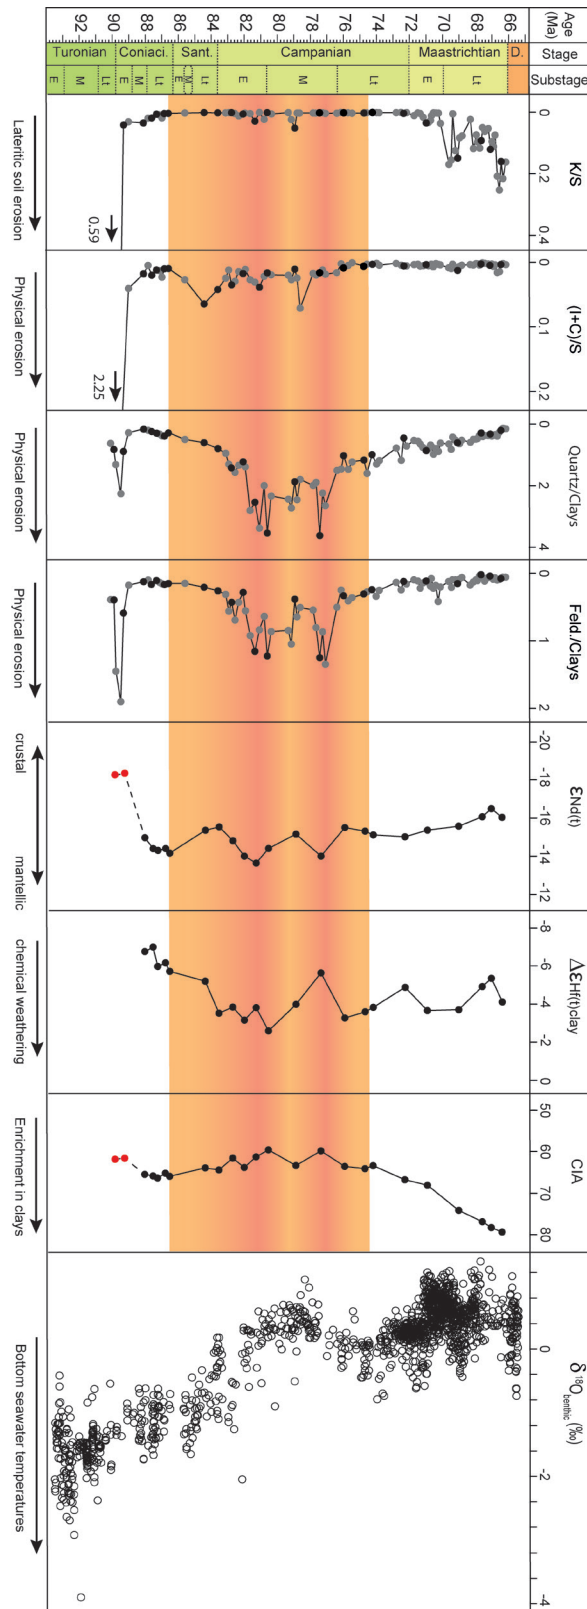 Age
(Ma)
Stage
Substage
66
68
70
72
74
76
78
80
82
84
86
88
90
92
94
D.
Maastrichtian
Campanian
Sant.
Coniaci.
Turonian
Lt
E
Lt
M
E
Lt
M
E
Lt
M
E
Lt
M
E
K/S
0
0.2
0.4
0.59
Lateritic soil erosion
(I+C)/S
0
0.1
0.2
2.25
Physical erosion
Quartz/Clays
0
2
4
Physical erosion
Feld./Clays
0
1
2
Physical erosion
εNd(t)
-20
-18
-16
-14
-12
crustal
mantellic
ΔεHf(t)clay
-8
-6
-4
-2
0
chemical weathering
CIA
50
60
70
80
Enrichment in clays
δ18Obenthic (‰)
0
-2
-4
Bottom seawater temperatures